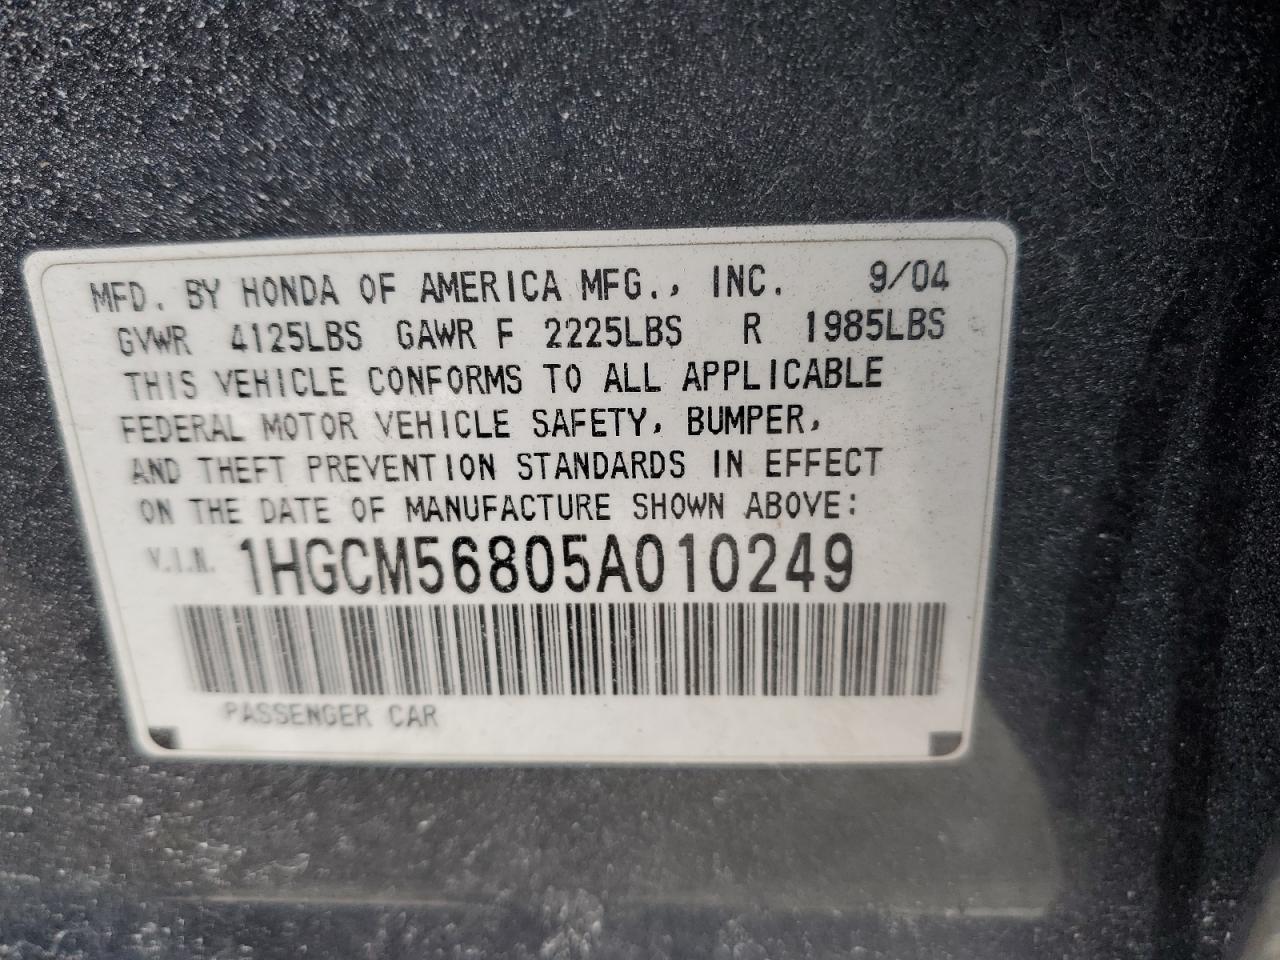 MFD. BY HONDA OF AMERICA MFG., INC. 9/04
GVWR 4125LBS GAWR F 2225LBS R 1985LBS
THIS VEHICLE CONFORMS TO ALL APPLICABLE
FEDERAL MOTOR VEHICLE SAFETY, BUMPER,
AND THEFT PREVENTION STANDARDS IN EFFECT
ON THE DATE OF MANUFACTURE SHOWN ABOVE:
V.I.N. 1HGCM56805A010249
PASSENGER CAR